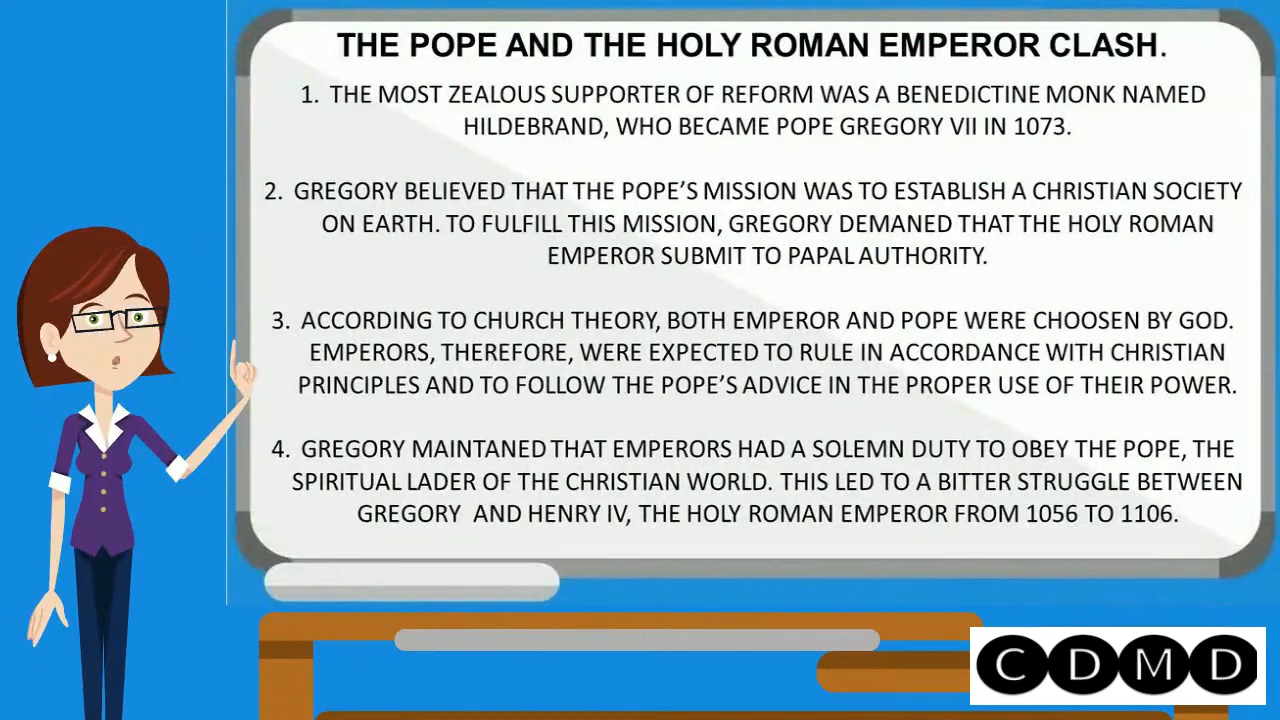 THE POPE AND THE HOLY ROMAN EMPEROR CLASH.
1. THE MOST ZEALOUS SUPPORTER OF REFORM WAS A BENEDICTINE MONK NAMED
HILDEBRAND, WHO BECAME POPE GREGORY VII IN 1073.
2. GREGORY BELIEVED THAT THE POPE’S MISSION WAS TO ESTABLISH A CHRISTIAN SOCIETY
ON EARTH. TO FULFILL THIS MISSION, GREGORY DEMANED THAT THE HOLY ROMAN
EMPEROR SUBMIT TO PAPAL AUTHORITY.
3. ACCORDING TO CHURCH THEORY, BOTH EMPEROR AND POPE WERE CHOOSEN BY GOD.
EMPERORS, THEREFORE, WERE EXPECTED TO RULE IN ACCORDANCE WITH CHRISTIAN
PRINCIPLES AND TO FOLLOW THE POPE’S ADVICE IN THE PROPER USE OF THEIR POWER.
4. GREGORY MAINTANED THAT EMPERORS HAD A SOLEMN DUTY TO OBEY THE POPE, THE
SPIRITUAL LADER OF THE CHRISTIAN WORLD. THIS LED TO A BITTER STRUGGLE BETWEEN
GREGORY AND HENRY IV, THE HOLY ROMAN EMPEROR FROM 1056 TO 1106.
CDMD